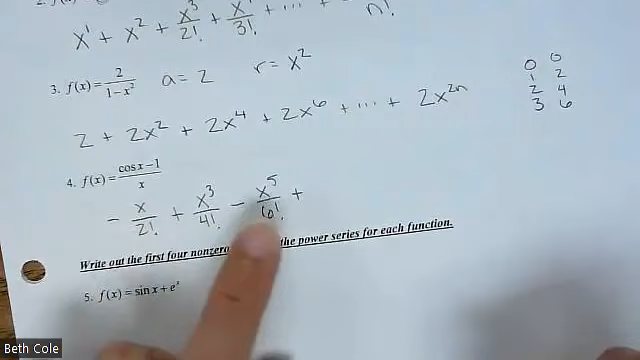 x¹ + x² + x³/2! + x⁴/3! + ... + n!
3. f(x) = 2/(1-x²) a = 2 r = x²
2 + 2x² + 2x⁴ + 2x⁶ + ... + 2x²ⁿ
0 0
1 2
2 4
3 6
4. f(x) = (cos x - 1)/x
- x/2! + x³/4! - x⁵/6! +
Write out the first four nonzero the power series for each function.
5. f(x) = sin x + eˣ
Beth Cole